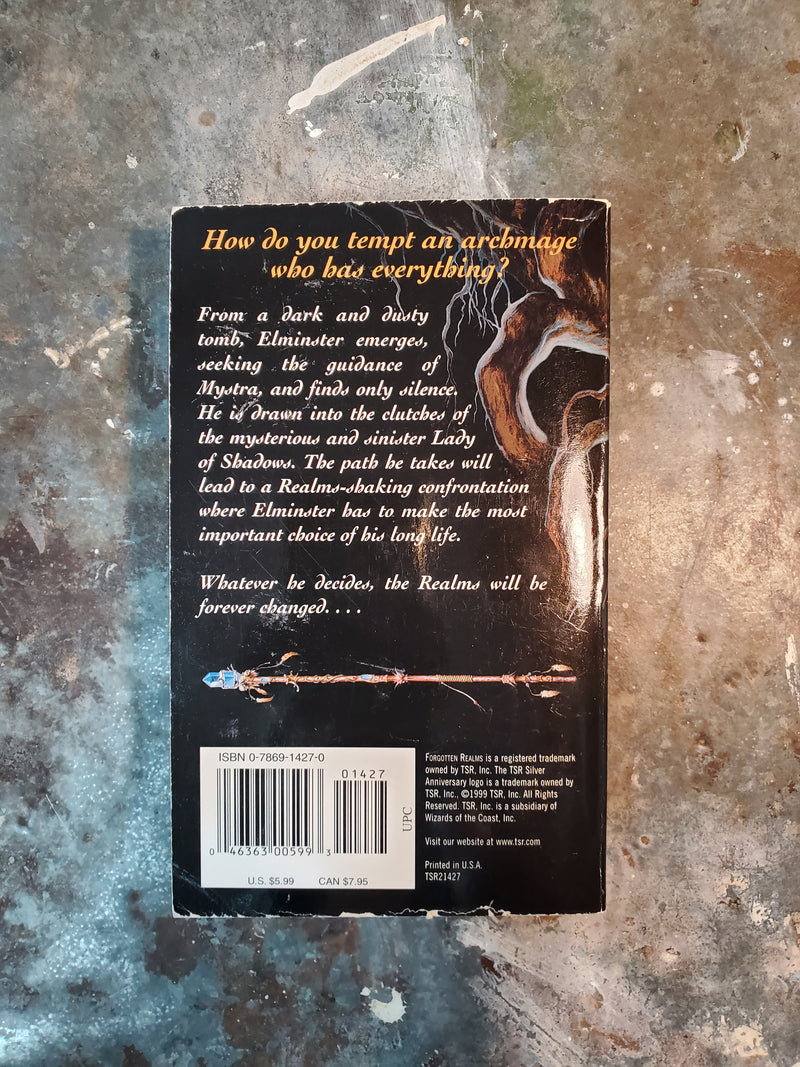 How do you tempt an archmage
who has everything?
From a dark and dusty
tomb, Elminster emerges,
seeking the guidance of
Mystra, and finds only silence.
He is drawn into the clutches of
the mysterious and sinister Lady
of Shadows. The path he takes will
lead to a Realms-shaking confrontation
where Elminster has to make the most
important choice of his long life.
Whatever he decides, the Realms will be
forever changed. . . .
ISBN 0-7869-1427-0
01427
0 46363 00599 3
UPC
U.S. $5.99 CAN $7.95
FORGOTTEN REALMS is a registered trademark
owned by TSR, Inc. The TSR Silver
Anniversary logo is a trademark owned by
TSR, Inc., ©1999 TSR, Inc. All Rights
Reserved. TSR, Inc. is a subsidiary of
Wizards of the Coast, Inc.
Visit our website at www.tsr.com
Printed in U.S.A.
TSR21427